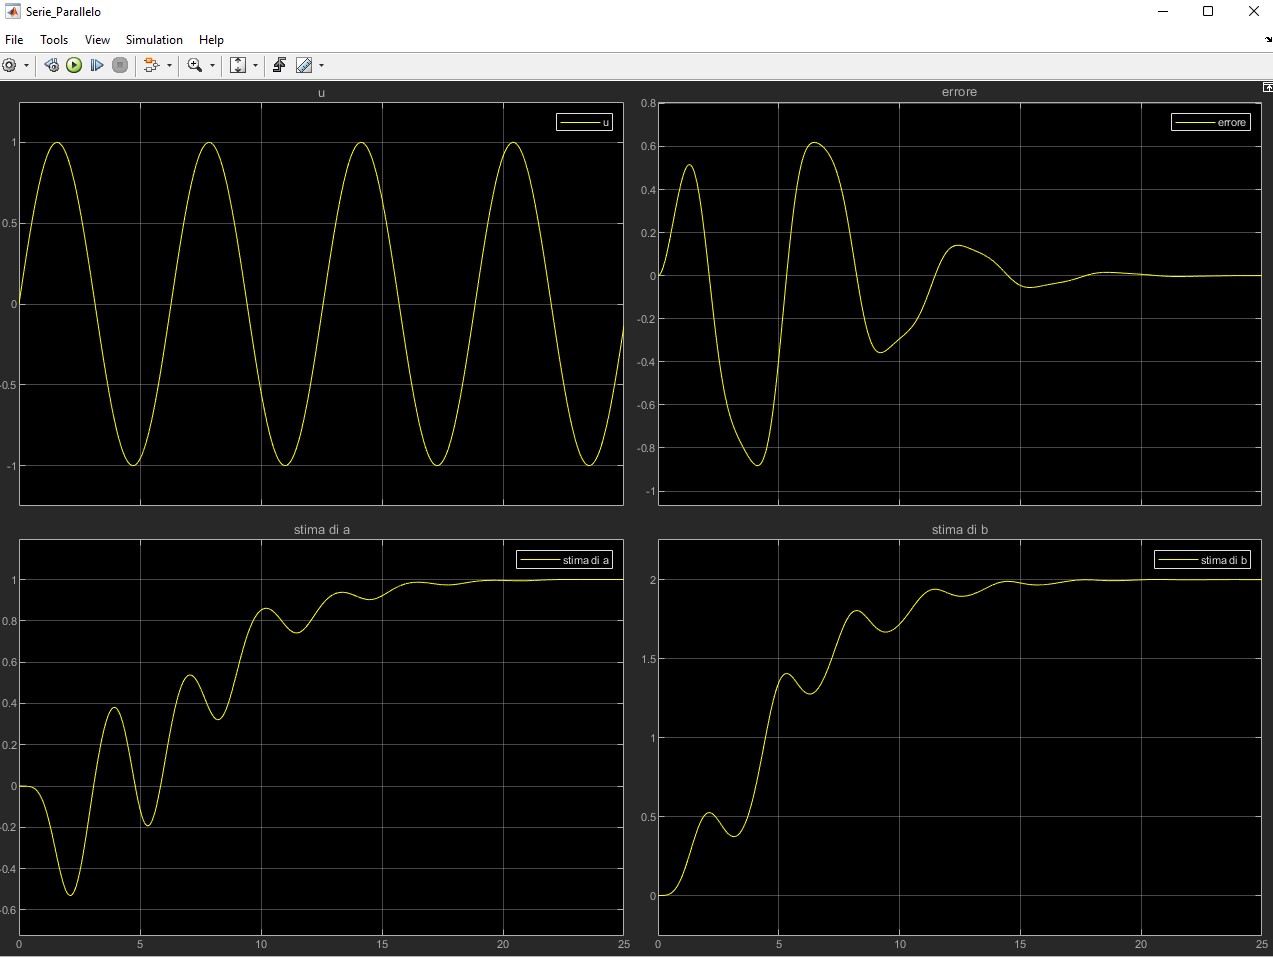 Serie_Parallelo
File Tools View Simulation Help
u
u
1
0.5
0
-0.5
-1
errore
errore
0.8
0.6
0.4
0.2
0
-0.2
-0.4
-0.6
-0.8
-1
stima di a
stima di a
1
0.8
0.6
0.4
0.2
0
-0.2
-0.4
-0.6
0 5 10 15 20 25
stima di b
stima di b
2
1.5
1
0.5
0
0 5 10 15 20 25